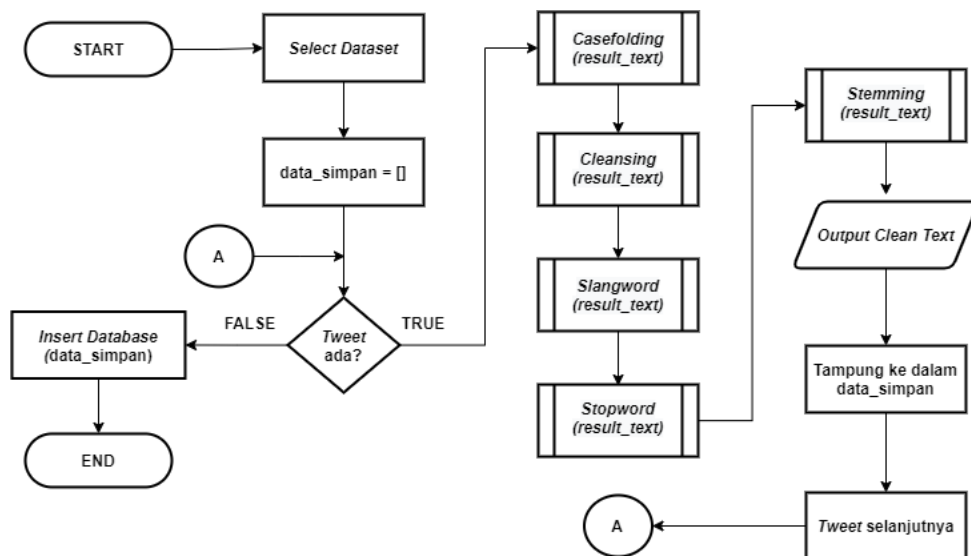 START
Select Dataset
data_simpan = []
A
Tweet
ada?
FALSE
TRUE
Insert Database
(data_simpan)
END
Casefolding
(result_text)
Cleansing
(result_text)
Slangword
(result_text)
Stopword
(result_text)
Stemming
(result_text)
Output Clean Text
Tampung ke dalam
data_simpan
Tweet selanjutnya
A